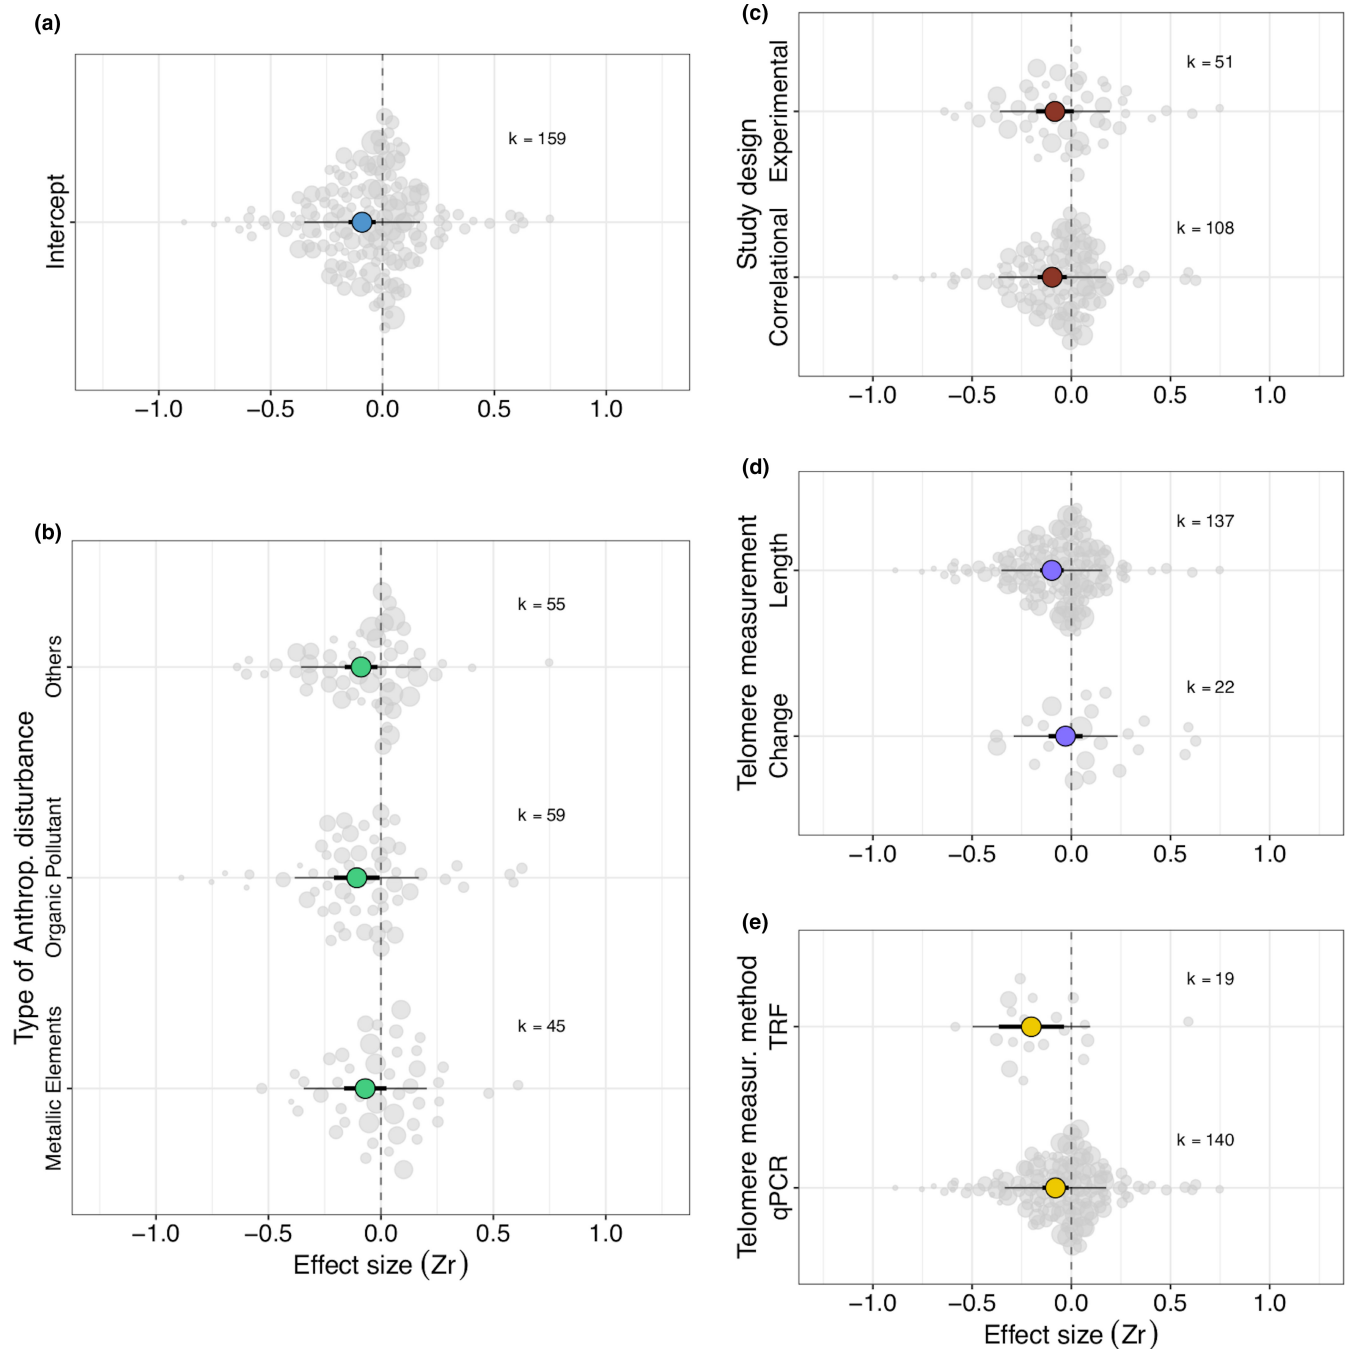 (a)
k = 159
Intercept
−1.0 −0.5 0.0 0.5 1.0
(b)
k = 55
k = 59
k = 45
Type of Anthrop. disturbance
Others
Organic Pollutant
Metallic Elements
−1.0 −0.5 0.0 0.5 1.0
Effect size (Zr)
(c)
k = 51
k = 108
Study design
Experimental
Correlational
−1.0 −0.5 0.0 0.5 1.0
(d)
k = 137
k = 22
Telomere measurement
Length
Change
−1.0 −0.5 0.0 0.5 1.0
(e)
k = 19
k = 140
Telomere measur. method
TRF
qPCR
−1.0 −0.5 0.0 0.5 1.0
Effect size (Zr)